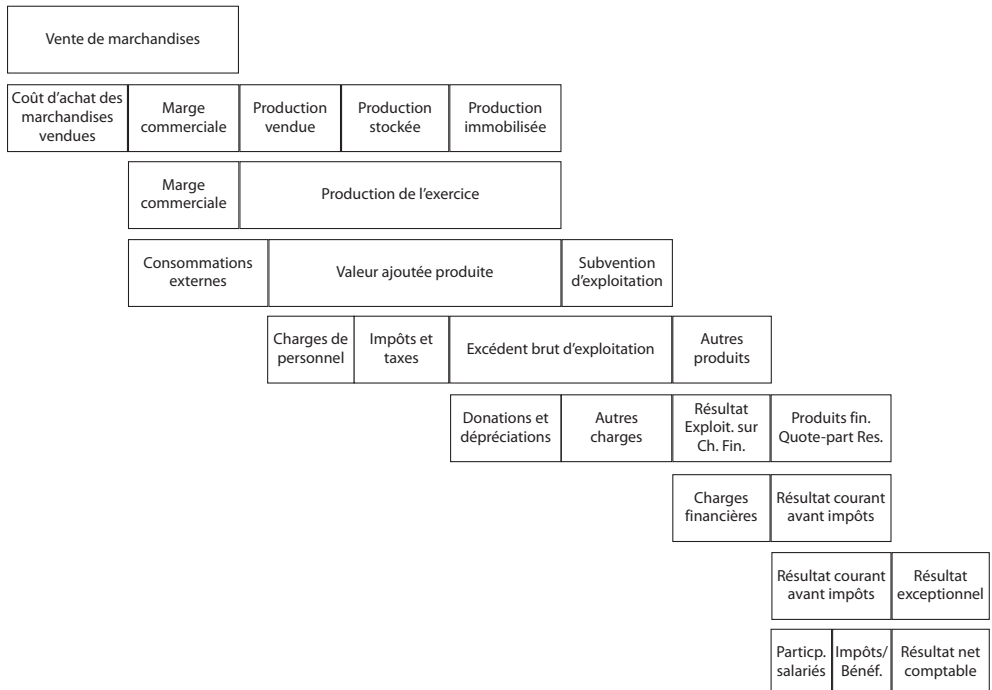 Vente de marchandises
Coût d'achat des
marchandises
vendues
Marge
commerciale
Production
vendue
Production
stockée
Production
immobilisée
Marge
commerciale
Production de l'exercice
Consommations
externes
Valeur ajoutée produite
Subvention
d'exploitation
Charges de
personnel
Impôts et
taxes
Excédent brut d'exploitation
Autres
produits
Donations et
dépréciations
Autres
charges
Résultat
Exploit. sur
Ch. Fin.
Produits fin.
Quote-part Res.
Charges
financières
Résultat courant
avant impôts
Résultat courant
avant impôts
Résultat
exceptionnel
Particp.
salariés
Impôts/
Bénéf.
Résultat net
comptable